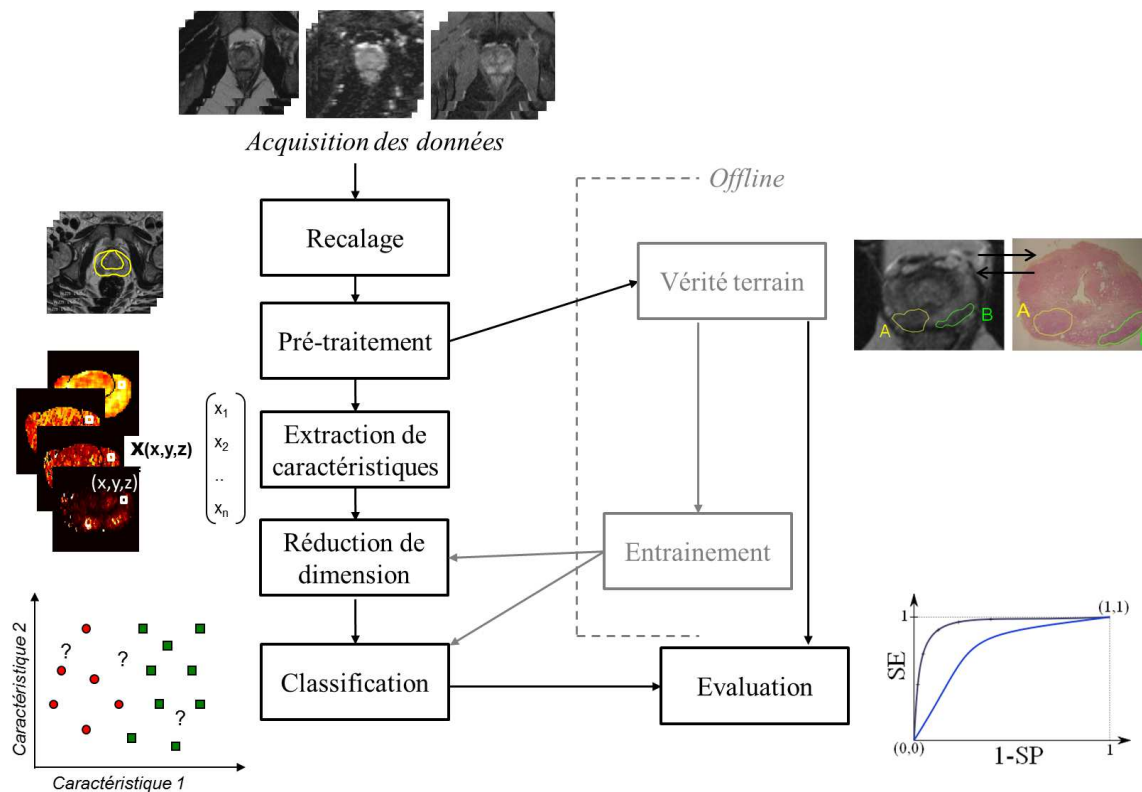 Acquisition des données
Offline
Recalage
Vérité terrain
A
B
A
Pré-traitement
X(x,y,z)
(x,y,z)
x1
x2
..
xn
Extraction de
caractéristiques
Réduction de
dimension
Entrainement
Classification
Evaluation
Caractéristique 2
?
?
?
Caractéristique 1
SE
1
(1,1)
(0,0)
1-SP
1